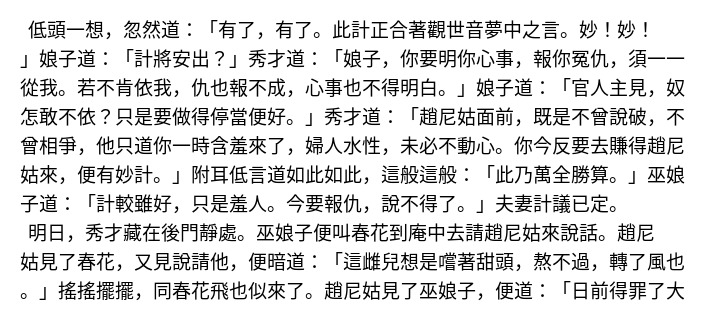 低頭一想，忽然道：「有了，有了。此計正合著觀世音夢中之言。妙！妙！
」娘子道：「計將安出？」秀才道：「娘子，你要明你心事，報你冤仇，須一一
從我。若不肯依我，仇也報不成，心事也不得明白。」娘子道：「官人主見，奴
怎敢不依？只是要做得停當便好。」秀才道：「趙尼姑面前，既是不曾說破，不
曾相爭，他只道你一時含羞來了，婦人水性，未必不動心。你今反要去賺得趙尼
姑來，便有妙計。」附耳低言道如此如此，這般這般：「此乃萬全勝算。」巫娘
子道：「計較雖好，只是羞人。今要報仇，說不得了。」夫妻計議已定。
明日，秀才藏在後門靜處。巫娘子便叫春花到庵中去請趙尼姑來說話。趙尼
姑見了春花，又見說請他，便暗道：「這雌兒想是嚐著甜頭，熬不過，轉了風也
。」搖搖擺擺，同春花飛也似來了。趙尼姑見了巫娘子，便道：「日前得罪了大